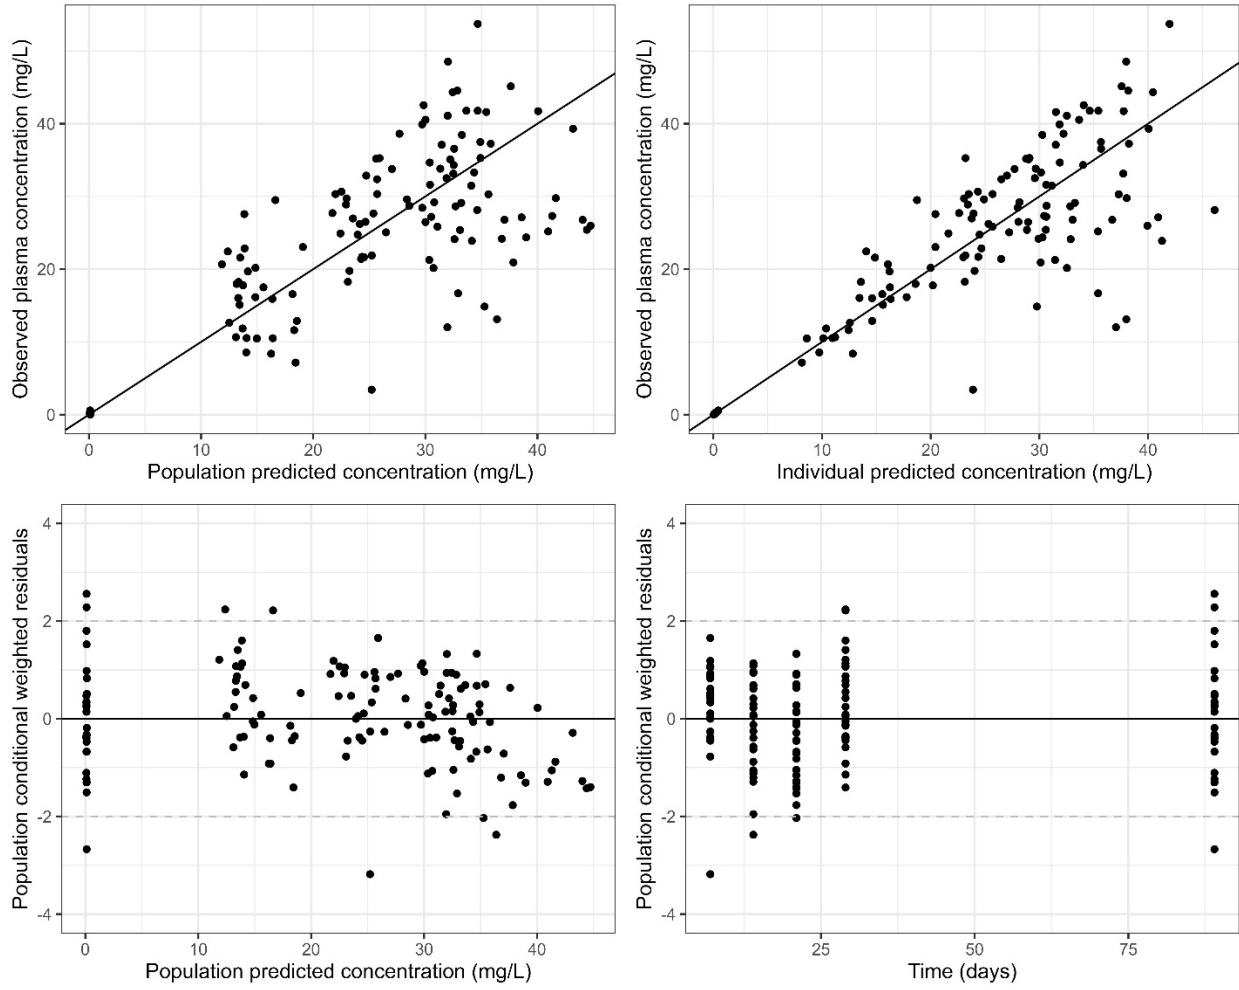 Observed plasma concentration (mg/L)
40
20
0
0 10 20 30 40
Population predicted concentration (mg/L)
Observed plasma concentration (mg/L)
40
20
0
0 10 20 30 40
Individual predicted concentration (mg/L)
Population conditional weighted residuals
4
2
0
-2
-4
0 10 20 30 40
Population predicted concentration (mg/L)
Population conditional weighted residuals
4
2
0
-2
-4
25 50 75
Time (days)